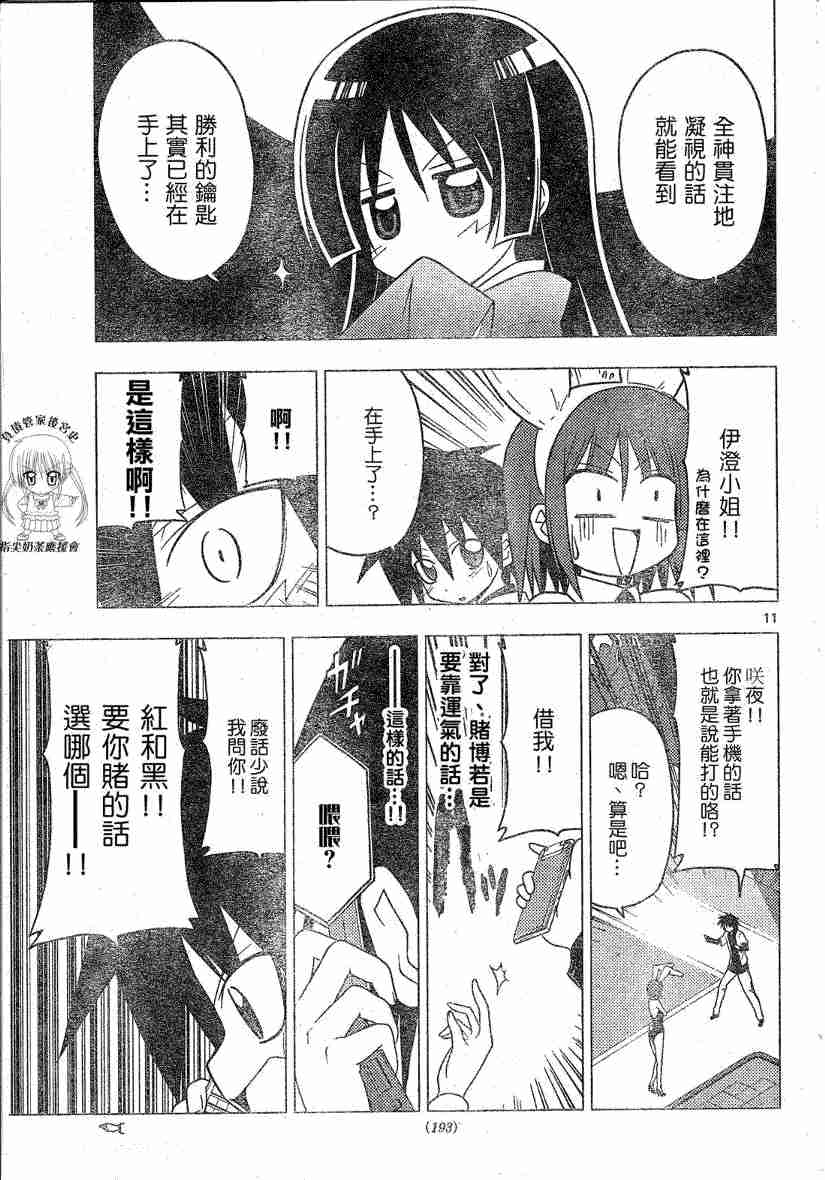 全神貫注地
凝視的話
就能看到
勝利的鑰匙
其實已經在
手上了…
伊澄小姐!!
為什麼在這裡?
在手上了…?
啊!!
是這樣啊!!
負債管家後宮史
指尖奶茶應援會
11
咲夜!!
你拿著手機的話
也就是說能打的咯!?
哈?
嗯、算是吧…
借我!!
對了、賭博若是
要靠運氣的話…
——這樣的話…!!
ガッ
喂喂?
廢話少說
我問你!!
紅和黑!!
要你賭的話
選哪個——!!
(193)